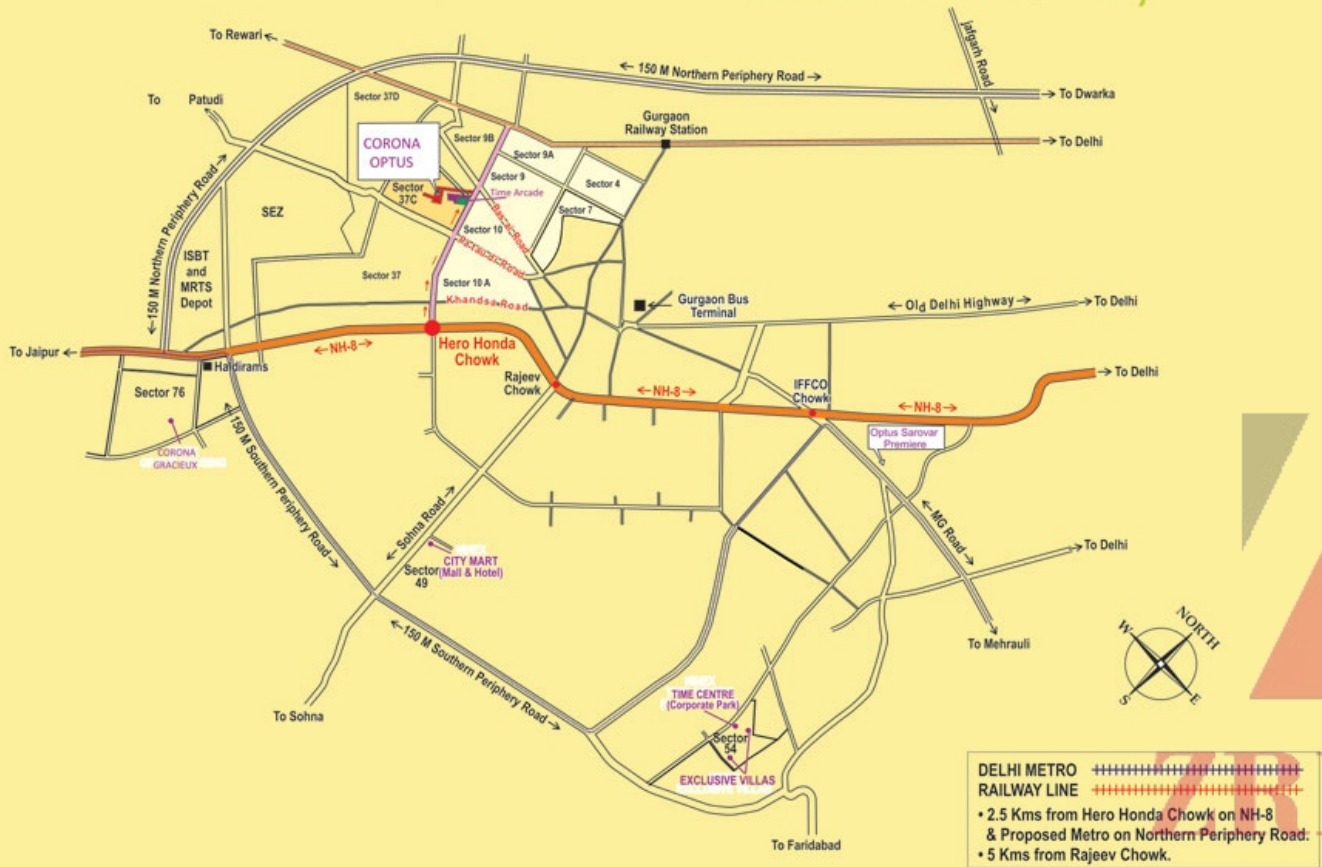 To Rewari
← 150 M Northern Periphery Road →
jafgarh Road
→ To Dwarka
To Patudi
Sector 37D
Gurgaon
Railway Station
→ To Delhi
CORONA
OPTUS
Sector 9B
Sector 9A
Sector 9
Sector 4
Sector
37C
Time Arcade
Sector 7
← 150 M Northern Periphery Road →
SEZ
Basai Road
Sector 10
Pataudi Road
ISBT
and
MRTS
Depot
Sector 37
Sector 10 A
Khandsa Road
Gurgaon Bus
Terminal
← Old Delhi Highway →
→ To Delhi
To Jaipur ←
← NH-8 →
Hero Honda
Chowk
Haldirams
Rajeev
Chowk
← NH-8 →
IFFCO
Chowk
← NH-8 →
→ To Delhi
Sector 76
CORONA
GRACIEUX
Optus Sarovar
Premiere
← 150 M Southern Periphery Road →
← Sohna Road →
← MG Road →
CITY MART
(Mall & Hotel)
Sector
49
→ To Delhi
← 150 M Southern Periphery Road →
To Mehrauli
NORTH
W
S
E
To Sohna
TIME CENTRE
(Corporate Park)
Sector
54
EXCLUSIVE VILLAS
To Faridabad
DELHI METRO
RAILWAY LINE
• 2.5 Kms from Hero Honda Chowk on NH-8
& Proposed Metro on Northern Periphery Road.
• 5 Kms from Rajeev Chowk.
ZR